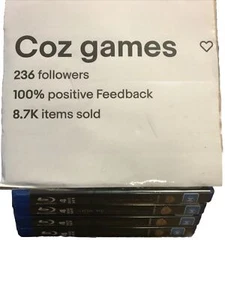 Coz games
236 followers
100% positive Feedback
8.7K items sold